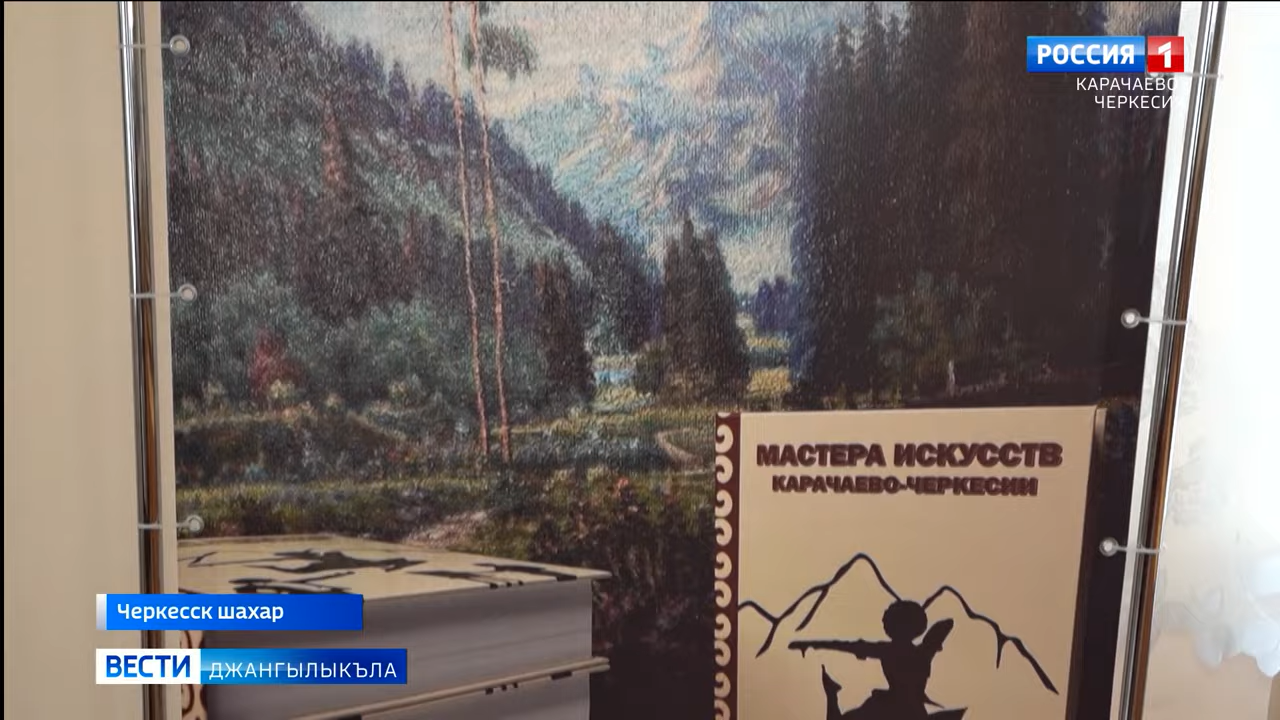 РОССИЯ 1
КАРАЧАЕВО
ЧЕРКЕСИ
МАСТЕРА ИСКУССТВ
КАРАЧАЕВО-ЧЕРКЕСИИ
Черкесск шахар
ВЕСТИ ДЖАНГЫЛЫКЪЛА